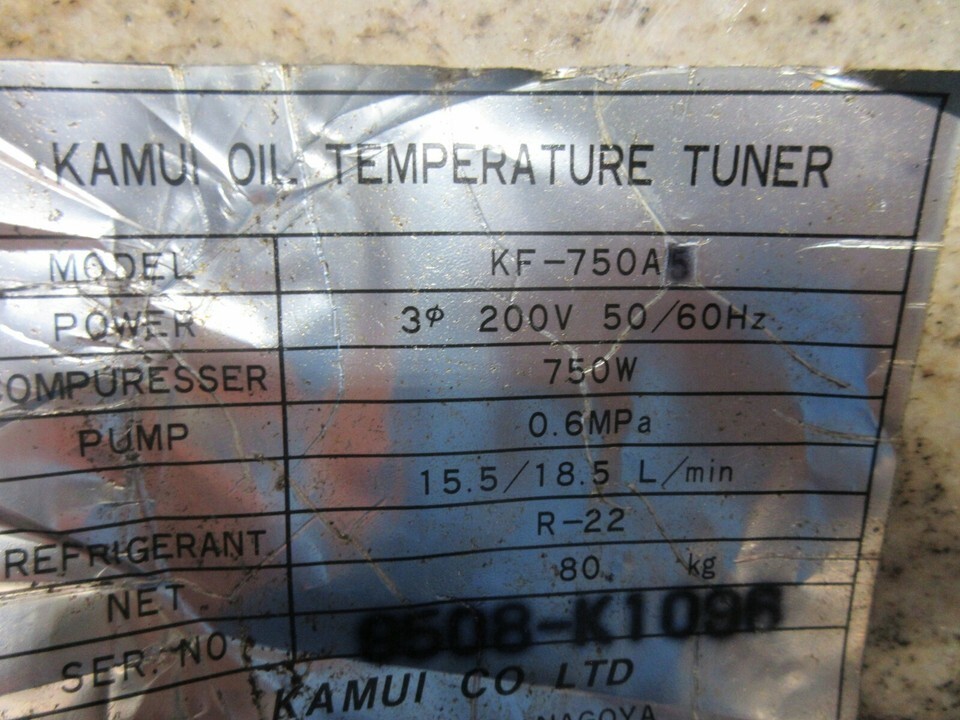 KAMUI OIL TEMPERATURE TUNER
MODEL KF-750A5
POWER 3φ 200V 50/60Hz
COMPURESSER 750W
PUMP 0.6MPa
15.5/18.5 L/min
REFRIGERANT R-22
NET 80 kg
SER NO 9508-K1096
KAMUI CO LTD
NAGOYA